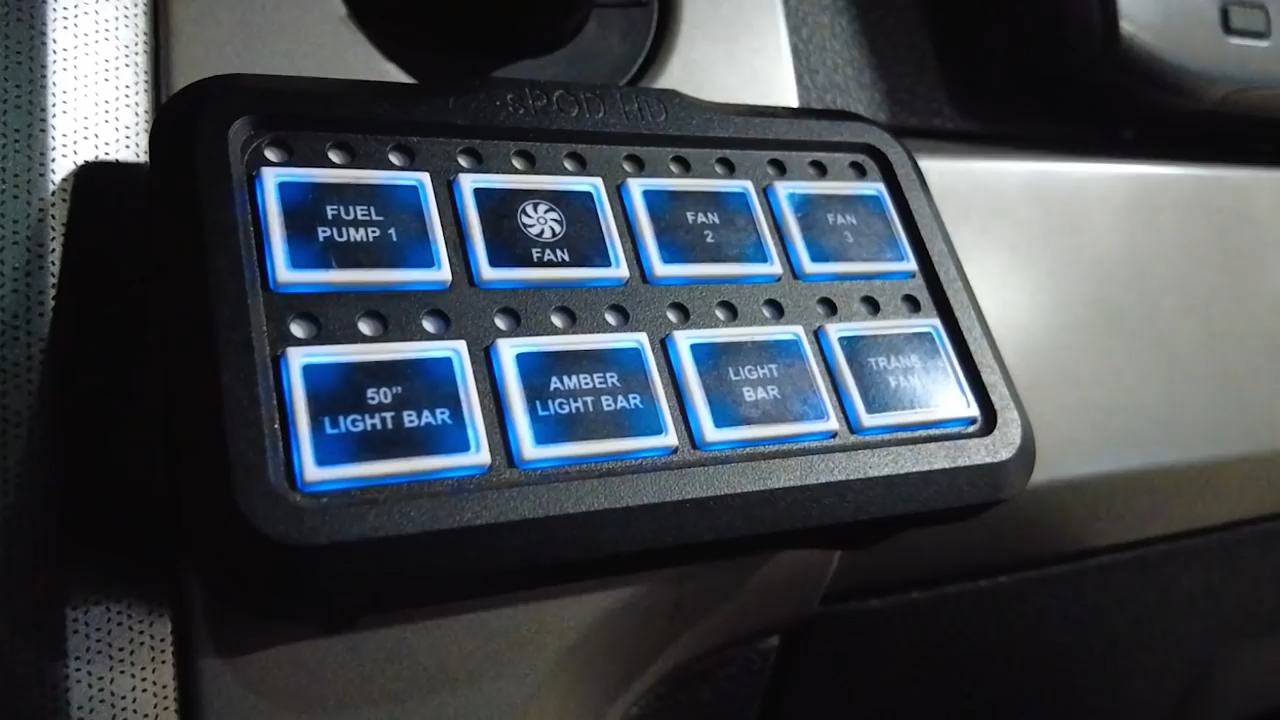 sPOD HD
FUEL
PUMP 1
FAN
FAN
2
FAN
3
50”
LIGHT BAR
AMBER
LIGHT BAR
LIGHT
BAR
TRANS
FAN